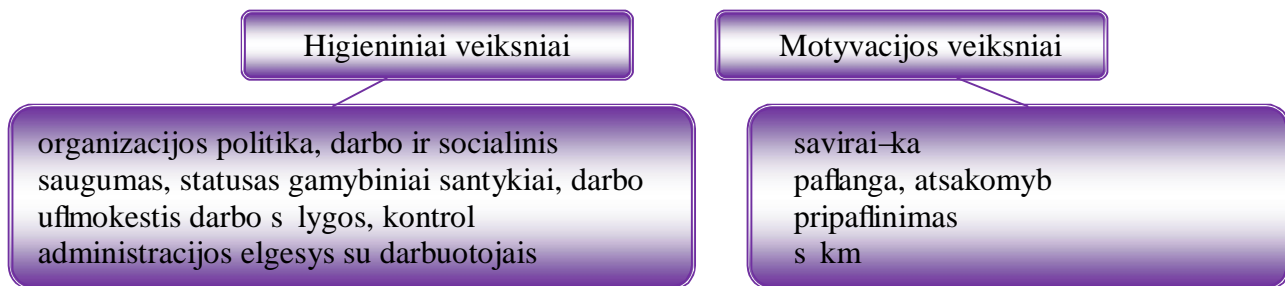 Higieniniai veiksniai
Motyvacijos veiksniai
organizacijos politika, darbo ir socialinis
saugumas, statusas gamybiniai santykiai, darbo
uflmokestis darbo s lygos, kontrol
administracijos elgesys su darbuotojais
savirai–ka
paflanga, atsakomyb
pripaflinimas
s km